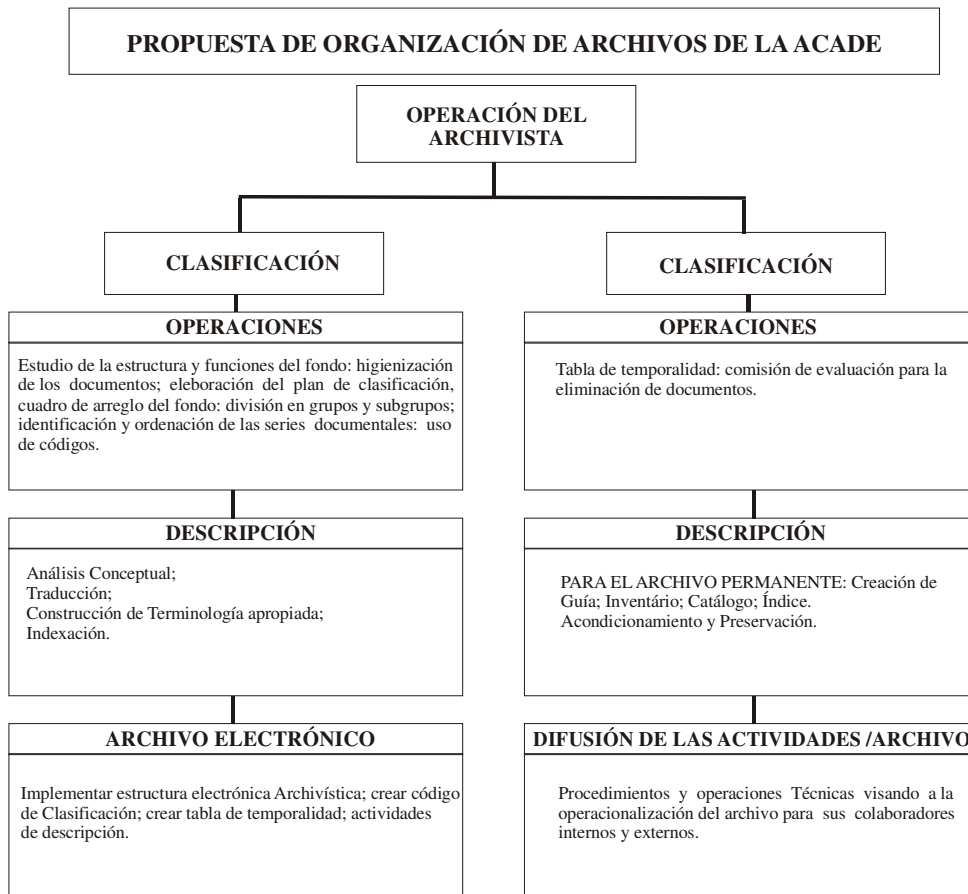 PROPUESTA DE ORGANIZACIÓN DE ARCHIVOS DE LA ACADE
OPERACIÓN DEL
ARCHIVISTA
CLASIFICACIÓN
OPERACIONES
Estudio de la estructura y funciones del fondo: higienización
de los documentos; eleboración del plan de clasificación,
cuadro de arreglo del fondo: división en grupos y subgrupos;
identificación y ordenación de las series documentales: uso
de códigos.
DESCRIPCIÓN
Análisis Conceptual;
Traducción;
Construcción de Terminología apropiada;
Indexación.
ARCHIVO ELECTRÓNICO
Implementar estructura electrónica Archivística; crear código
de Clasificación; crear tabla de temporalidad; actividades
de descripción.
CLASIFICACIÓN
OPERACIONES
Tabla de temporalidad: comisión de evaluación para la
eliminación de documentos.
DESCRIPCIÓN
PARA EL ARCHIVO PERMANENTE: Creación de
Guía; Inventário; Catálogo; Índice.
Acondicionamiento y Preservación.
DIFUSIÓN DE LAS ACTIVIDADES /ARCHIVO
Procedimientos y operaciones Técnicas visando a la
operacionalización del archivo para sus colaboradores
internos y externos.